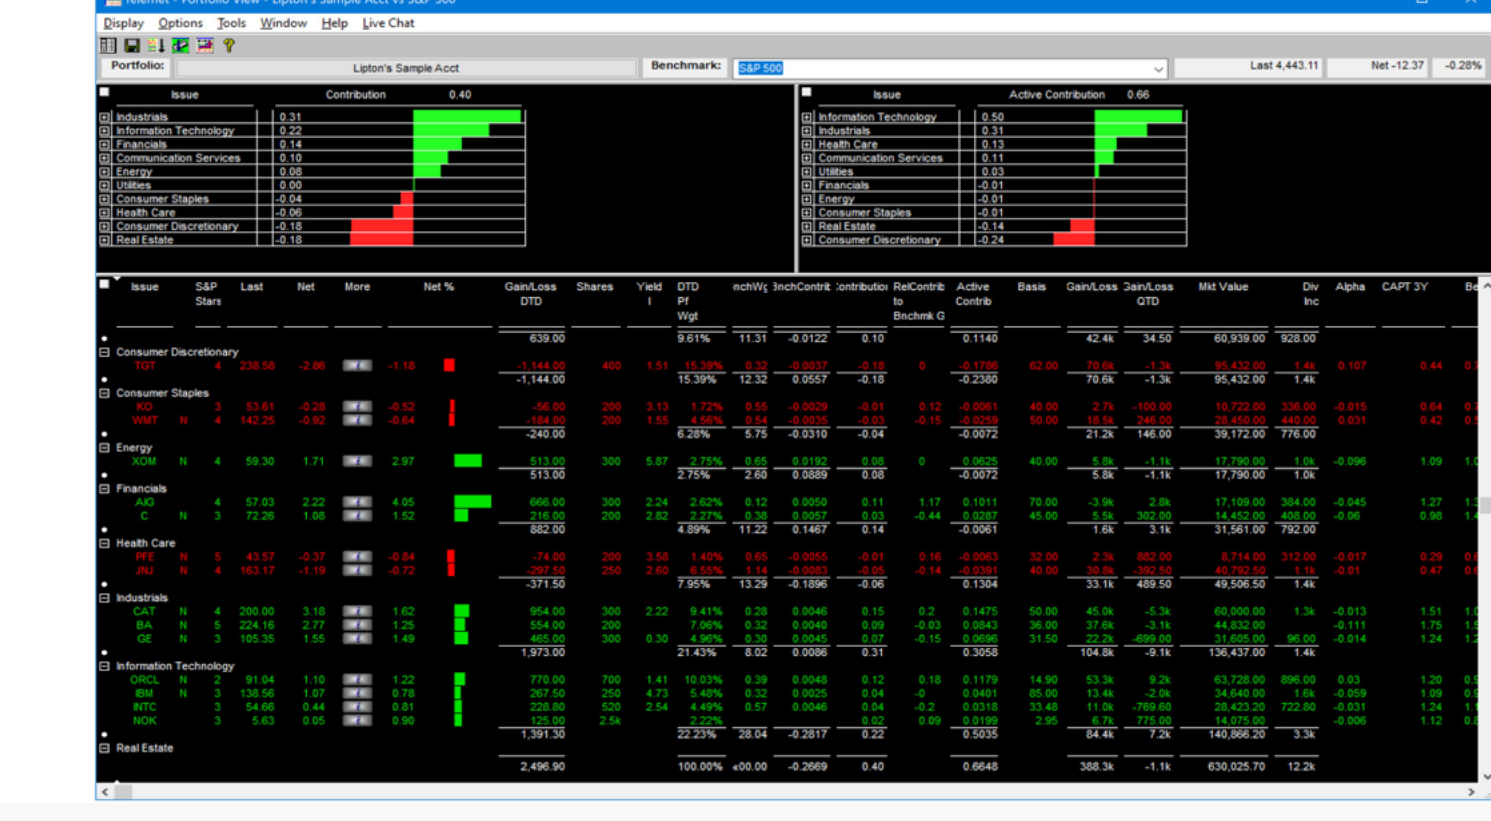 Telemet - Portfolio View - Lipton's Sample Acct vs S&P 500
Display Options Tools Window Help Live Chat
Portfolio: Lipton's Sample Acct Benchmark: S&P 500 Last 4,443.11 Net -12.37 -0.28%
Issue Contribution 0.40
Industrials 0.31
Information Technology 0.22
Financials 0.14
Communication Services 0.10
Energy 0.08
Utilities 0.00
Consumer Staples -0.04
Health Care -0.06
Consumer Discretionary -0.18
Real Estate -0.18
Issue Active Contribution 0.66
Information Technology 0.50
Industrials 0.31
Health Care 0.13
Communication Services 0.11
Utilities 0.03
Financials -0.01
Energy -0.01
Consumer Staples -0.01
Real Estate -0.14
Consumer Discretionary -0.24
Issue S&P Last Net More Net % Gain/Loss Shares Yield DTD nchWg 3nchContrit :ontributior RelContrib Active Basis Gain/Loss Gain/Loss Mkt Value Div Alpha CAPT 3Y Be
Stars DTD I Pf to Contrib QTD Inc
Wgt Bnchmk G
639.00 9.61% 11.31 -0.0122 0.10 0.1140 42.4k 34.50 60,939.00 928.00
Consumer Discretionary
TGT 4 238.58 -2.86 -1.18 -1,144.00 400 1.51 15.39% 0.32 -0.0037 -0.18 0 -0.1786 62.00 70.6k -1.3k 95,432.00 1.4k 0.107 0.44 0.7
-1,144.00 15.39% 12.32 0.0557 -0.18 -0.2380 70.6k -1.3k 95,432.00 1.4k
Consumer Staples
KO 3 53.61 -0.28 -0.52 -56.00 200 3.13 1.72% 0.55 -0.0029 -0.01 0.12 -0.0061 40.00 2.7k -100.00 10,722.00 336.00 -0.015 0.64 0.7
WMT N 4 142.25 -0.92 -0.64 -184.00 200 1.55 4.56% 0.54 -0.0035 -0.03 -0.15 -0.0259 50.00 18.5k 246.00 28,450.00 440.00 0.031 0.42 0.5
-240.00 6.28% 5.75 -0.0310 -0.04 -0.0072 21.2k 146.00 39,172.00 776.00
Energy
XOM N 4 59.30 1.71 2.97 513.00 300 5.87 2.75% 0.65 0.0192 0.08 0 0.0625 40.00 5.8k -1.1k 17,790.00 1.0k -0.096 1.09 1.0
513.00 2.75% 2.60 0.0889 0.08 -0.0072 5.8k -1.1k 17,790.00 1.0k
Financials
AIG 4 57.03 2.22 4.05 666.00 300 2.24 2.62% 0.12 0.0050 0.11 1.17 0.1011 70.00 -3.9k 2.8k 17,109.00 384.00 -0.045 1.27 1.3
C N 3 72.26 1.08 1.52 216.00 200 2.82 2.27% 0.38 0.0057 0.03 -0.44 0.0287 45.00 5.5k 302.00 14,452.00 408.00 -0.06 0.98 1.4
882.00 4.89% 11.22 0.1467 0.14 -0.0061 1.6k 3.1k 31,561.00 792.00
Health Care
PFE N 5 43.57 -0.37 -0.84 -74.00 200 3.58 1.40% 0.65 -0.0055 -0.01 0.16 -0.0063 32.00 2.3k 882.00 8,714.00 312.00 -0.017 0.29 0.6
JNJ N 4 163.17 -1.19 -0.72 -297.50 250 2.60 6.55% 1.14 -0.0083 -0.05 -0.14 -0.0391 40.00 30.8k -392.50 40,792.50 1.1k -0.01 0.47 0.6
-371.50 7.95% 13.29 -0.1896 -0.06 0.1304 33.1k 489.50 49,506.50 1.4k
Industrials
CAT N 4 200.00 3.18 1.62 954.00 300 2.22 9.41% 0.28 0.0046 0.15 0.2 0.1475 50.00 45.0k -5.3k 60,000.00 1.3k -0.013 1.51 1.0
BA N 5 224.16 2.77 1.25 554.00 200 7.06% 0.32 0.0040 0.09 -0.03 0.0843 36.00 37.6k -3.1k 44,832.00 -0.111 1.75 1.5
GE N 3 105.35 1.55 1.49 465.00 300 0.30 4.96% 0.30 0.0045 0.07 -0.15 0.0696 31.50 22.2k -699.00 31,605.00 96.00 -0.014 1.24 1.2
1,973.00 21.43% 8.02 0.0086 0.31 0.3058 104.8k -9.1k 136,437.00 1.4k
Information Technology
ORCL N 2 91.04 1.10 1.22 770.00 700 1.41 10.03% 0.39 0.0048 0.12 0.18 0.1179 14.90 53.3k 9.2k 63,728.00 896.00 0.03 1.20 0.9
IBM N 3 138.56 1.07 0.78 267.50 250 4.73 5.48% 0.32 0.0025 0.04 -0 0.0401 85.00 13.4k -2.0k 34,640.00 1.6k -0.059 1.09 0.9
INTC 3 54.66 0.44 0.81 228.80 520 2.54 4.49% 0.57 0.0046 0.04 -0.2 0.0318 33.48 11.0k -769.60 28,423.20 722.80 -0.031 1.24 1.1
NOK 3 5.63 0.05 0.90 125.00 2.5k 2.22% 0.02 0.09 0.0199 2.95 6.7k 775.00 14,075.00 -0.006 1.12 0.8
1,391.30 22.23% 28.04 -0.2817 0.22 0.5035 84.4k 7.2k 140,866.20 3.3k
Real Estate
2,496.90 100.00% «00.00 -0.2669 0.40 0.6648 388.3k -1.1k 630,025.70 12.2k